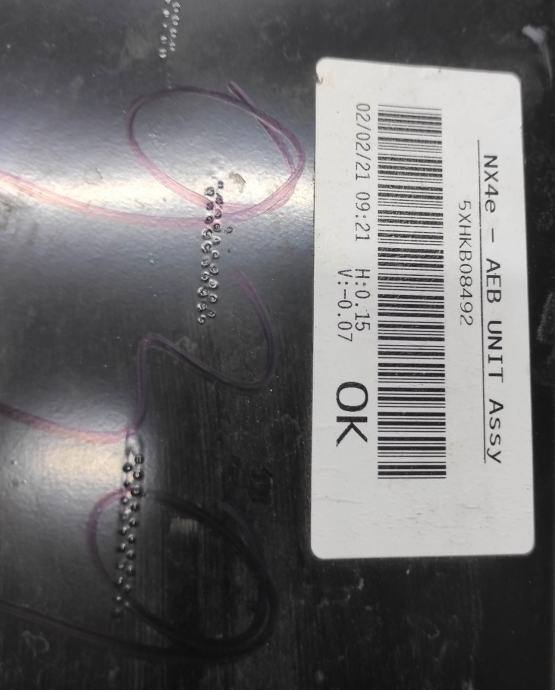 NX4e - AEB UNIT Assy
5XHKB08492
02/02/21 09:21 H:0.15
V:-0.07
OK